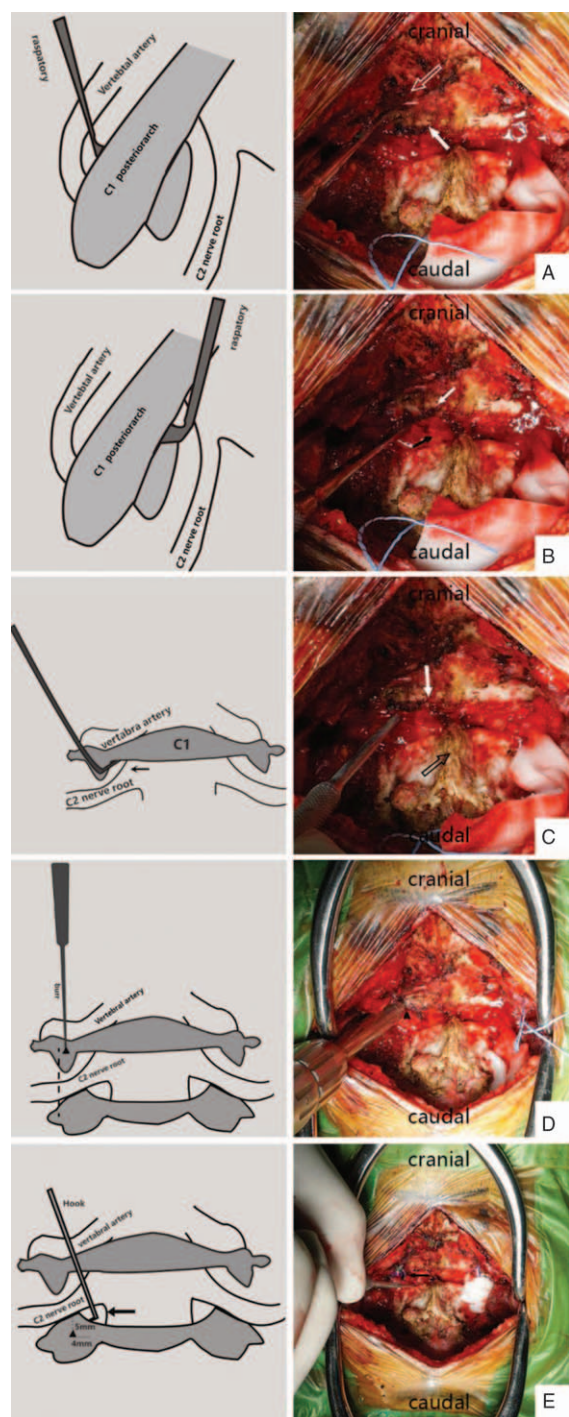 raspatory
Vertebtal artery
C1 posteriorarch
C2 nerve root
cranial
caudal
A
Vertebtal artery
raspatory
C1 posteriorarch
C2 nerve root
cranial
caudal
B
vertabra artery
C1
C2 nerve root
cranial
caudal
C
burr
Vertebral artery
C2 nerve root
cranial
caudal
D
Hook
vertebral artery
C2 nerve root
5mm
4mm
cranial
caudal
E